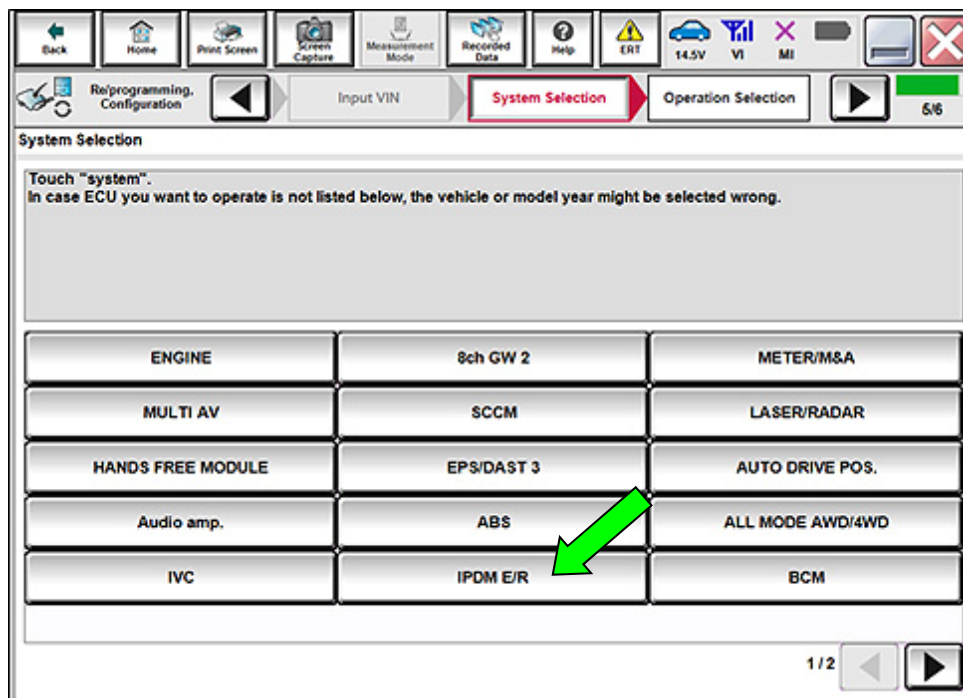 Back
Home
Print Screen
Screen
Capture
Measurement
Mode
Recorded
Data
Help
ERT
14.5V
VI
MI
Re/programming,
Configuration
Input VIN
System Selection
Operation Selection
5/6
System Selection
Touch "system".
In case ECU you want to operate is not listed below, the vehicle or model year might be selected wrong.
ENGINE
8ch GW 2
METER/M&A
MULTI AV
SCCM
LASER/RADAR
HANDS FREE MODULE
EPS/DAST 3
AUTO DRIVE POS.
Audio amp.
ABS
ALL MODE AWD/4WD
IVC
IPDM E/R
BCM
1/2